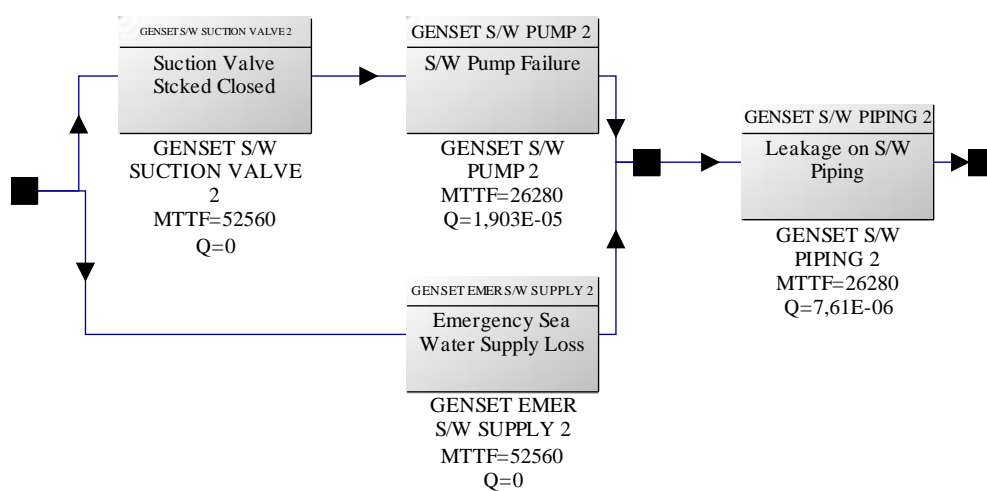 GENSET S/W SUCTION VALVE 2
Suction Valve
Stcked Closed
GENSET S/W
SUCTION VALVE
2
MTTF=52560
Q=0
GENSET S/W PUMP 2
S/W Pump Failure
GENSET S/W
PUMP 2
MTTF=26280
Q=1,903E-05
GENSET EMER S/W SUPPLY 2
Emergency Sea
Water Supply Loss
GENSET EMER
S/W SUPPLY 2
MTTF=52560
Q=0
GENSET S/W PIPING 2
Leakage on S/W
Piping
GENSET S/W
PIPING 2
MTTF=26280
Q=7,61E-06